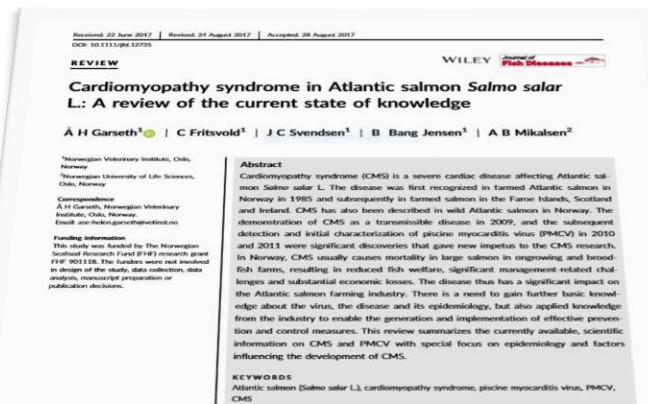 Received: 22 June 2017 | Revised: 24 August 2017 | Accepted: 28 August 2017
DOI: 10.1111/jfd.12735
REVIEW
WILEY Journal of Fish Diseases
Cardiomyopathy syndrome in Atlantic salmon Salmo salar
L.: A review of the current state of knowledge
Å H Garseth¹ | C Fritsvold¹ | J C Svendsen¹ | B Bang Jensen¹ | A B Mikalsen²
¹Norwegian Veterinary Institute, Oslo,
Norway
²Norwegian University of Life Sciences,
Oslo, Norway
Correspondence
Å H Garseth, Norwegian Veterinary
Institute, Oslo, Norway.
Email: ase-helen.garseth@vetinst.no
Funding information
This study was funded by The Norwegian
Seafood Research Fund (FHF) research grant
FHF 901118. The funders were not involved
in design of the study, data collection, data
analysis, manuscript preparation or
publication decisions.
Abstract
Cardiomyopathy syndrome (CMS) is a severe cardiac disease affecting Atlantic sal-
mon Salmo salar L. The disease was first recognized in farmed Atlantic salmon in
Norway in 1985 and subsequently in farmed salmon in the Faroe Islands, Scotland
and Ireland. CMS has also been described in wild Atlantic salmon in Norway. The
demonstration of CMS as a transmissible disease in 2009, and the subsequent
detection and initial characterization of piscine myocarditis virus (PMCV) in 2010
and 2011 were significant discoveries that gave new impetus to the CMS research.
In Norway, CMS usually causes mortality in large salmon in ongrowing and brood-
fish farms, resulting in reduced fish welfare, significant management-related chal-
lenges and substantial economic losses. The disease thus has a significant impact on
the Atlantic salmon farming industry. There is a need to gain further basic knowl-
edge about the virus, the disease and its epidemiology, but also applied knowledge
from the industry to enable the generation and implementation of effective preven-
tion and control measures. This review summarizes the currently available, scientific
information on CMS and PMCV with special focus on epidemiology and factors
influencing the development of CMS.
KEYWORDS
Atlantic salmon (Salmo salar L.), cardiomyopathy syndrome, piscine myocarditis virus, PMCV,
CMS